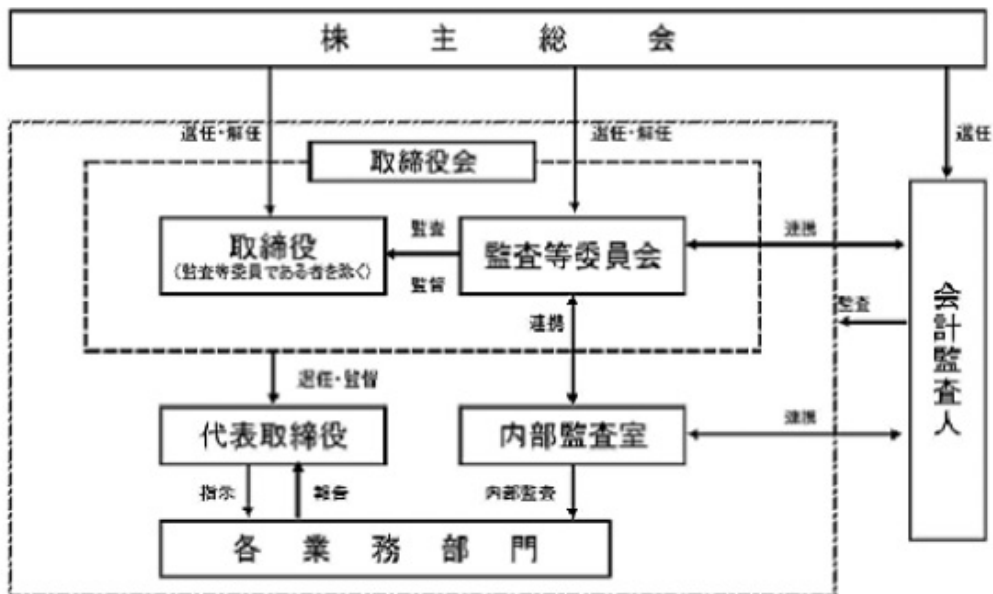 株主総会
選任・解任
選任・解任
選任
取締役会
取締役
(監査等委員である者を除く)
監査
監督
監査等委員会
連携
連携
監査
会計監査人
選任・監督
代表取締役
内部監査室
連携
指示
報告
内部監査
各業務部門